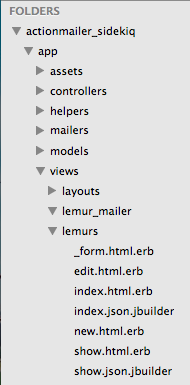 FOLDERS
actionmailer_sidekiq
app
assets
controllers
helpers
mailers
models
views
layouts
lemur_mailer
lemurs
_form.html.erb
edit.html.erb
index.html.erb
index.json.jbuilder
new.html.erb
show.html.erb
show.json.jbuilder